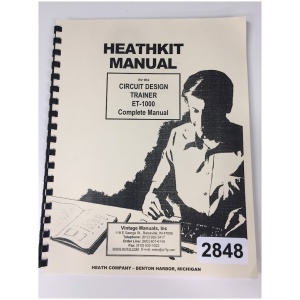 HEATHKIT
MANUAL
for the
CIRCUIT DESIGN
TRAINER
ET-1000
Complete Manual
Vintage Manuals, Inc
2848
HEATH COMPANY - BENTON HARBOR, MICHIGAN